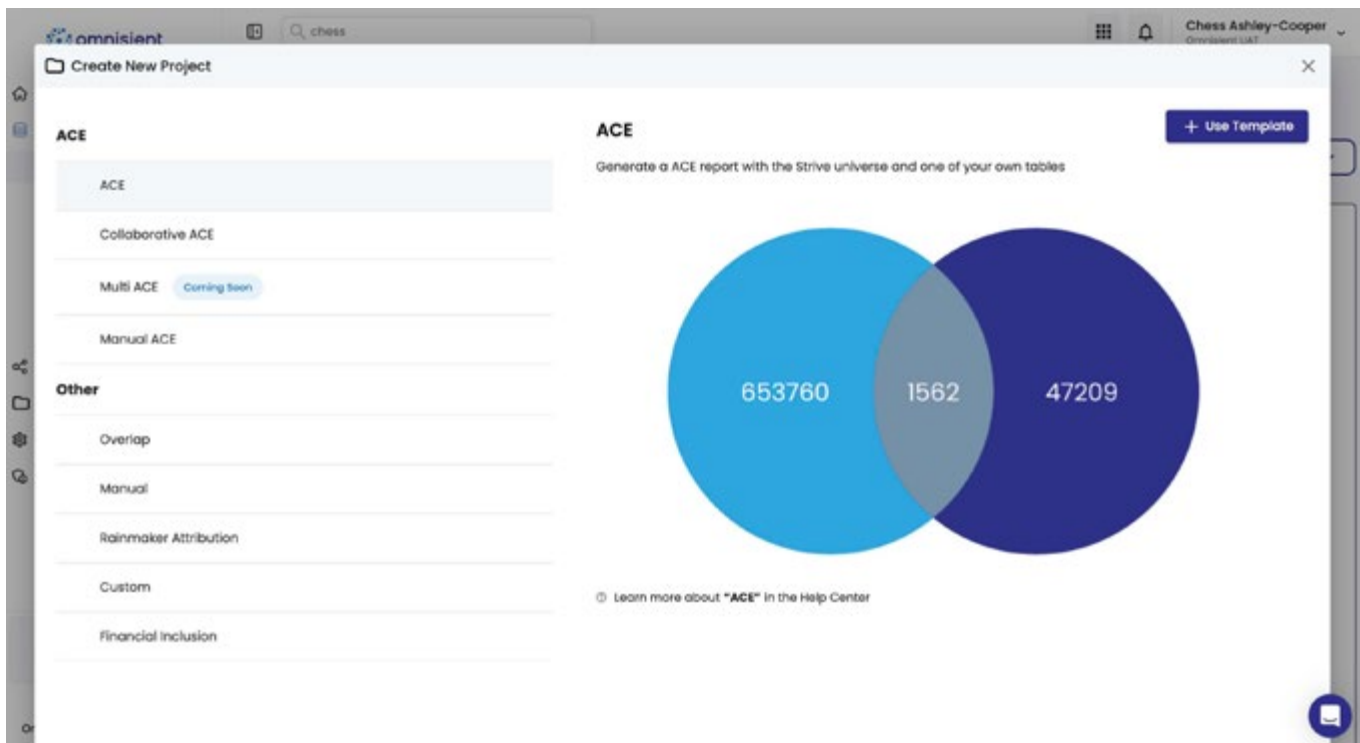 omnisient
chess
Chess Ashley-Cooper
Omnisient UAT
Create New Project
ACE
ACE
Collaborative ACE
Multi ACE Coming Soon
Manual ACE
Other
Overlap
Manual
Rainmaker Attribution
Custom
Financial Inclusion
ACE
+ Use Template
Generate a ACE report with the Strive universe and one of your own tables
653760
1562
47209
Learn more about "ACE" in the Help Center